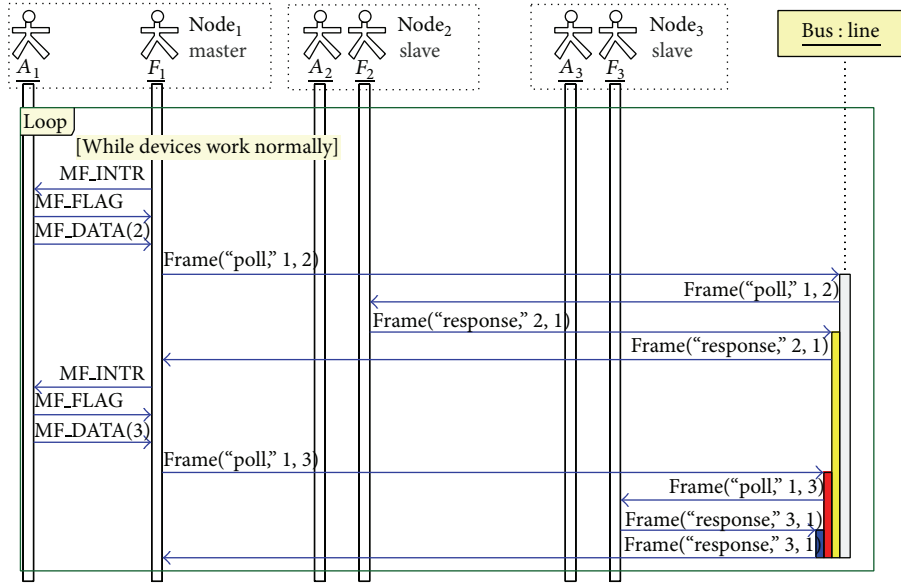 Node1 Node2 Node3 Bus : line
master slave slave
A1 F1 A2 F2 A3 F3
Loop
[While devices work normally]
MF_INTR
MF_FLAG
MF_DATA(2)
Frame(“poll,” 1, 2)
Frame(“poll,” 1, 2)
Frame(“response,” 2, 1)
Frame(“response,” 2, 1)
MF_INTR
MF_FLAG
MF_DATA(3)
Frame(“poll,” 1, 3)
Frame(“poll,” 1, 3)
Frame(“response,” 3, 1)
Frame(“response,” 3, 1)